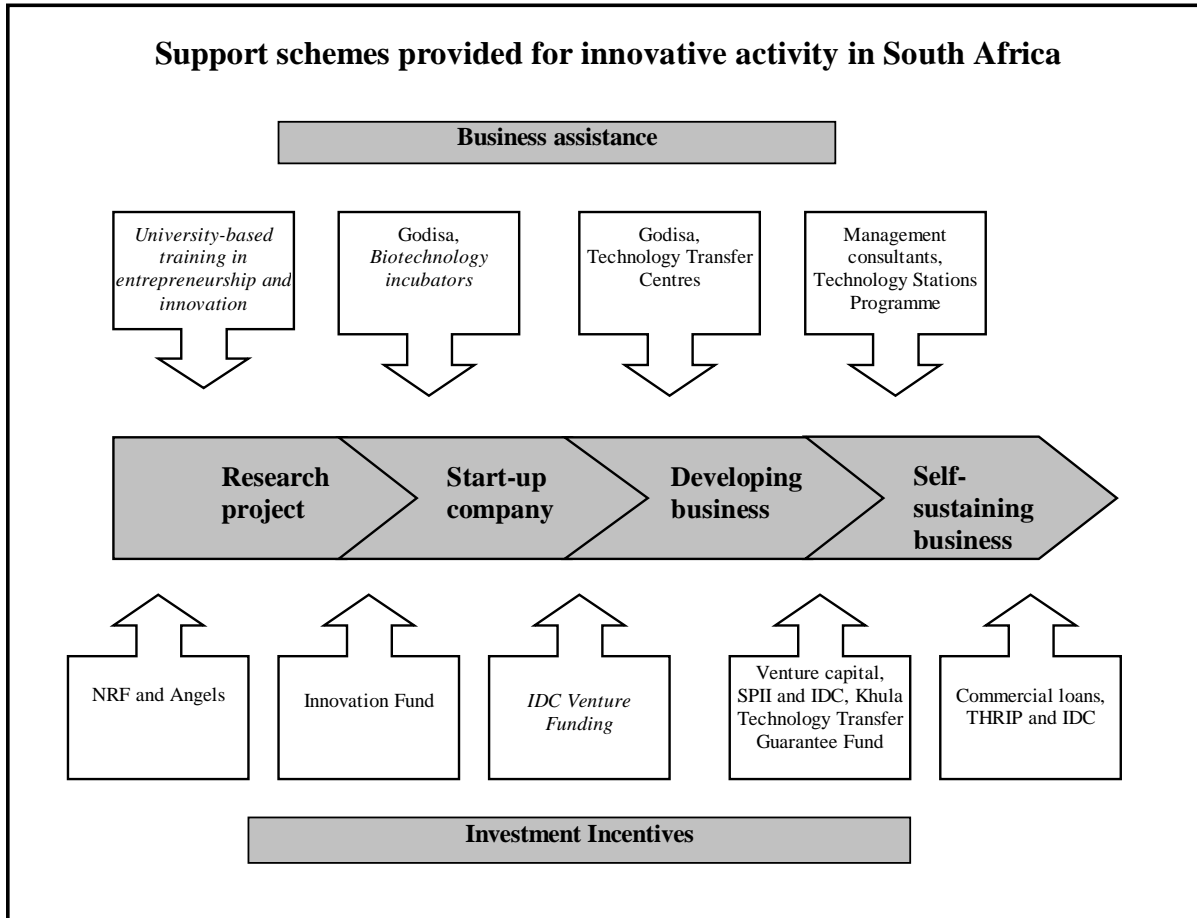 Support schemes provided for innovative activity in South Africa
Business assistance
University-based
training in
entrepreneurship and
innovation
Godisa,
Biotechnology
incubators
Godisa,
Technology Transfer
Centres
Management
consultants,
Technology Stations
Programme
Research
project
Start-up
company
Developing
business
Self-
sustaining
business
NRF and Angels
Innovation Fund
IDC Venture
Funding
Venture capital,
SPII and IDC, Khula
Technology Transfer
Guarantee Fund
Commercial loans,
THRIP and IDC
Investment Incentives